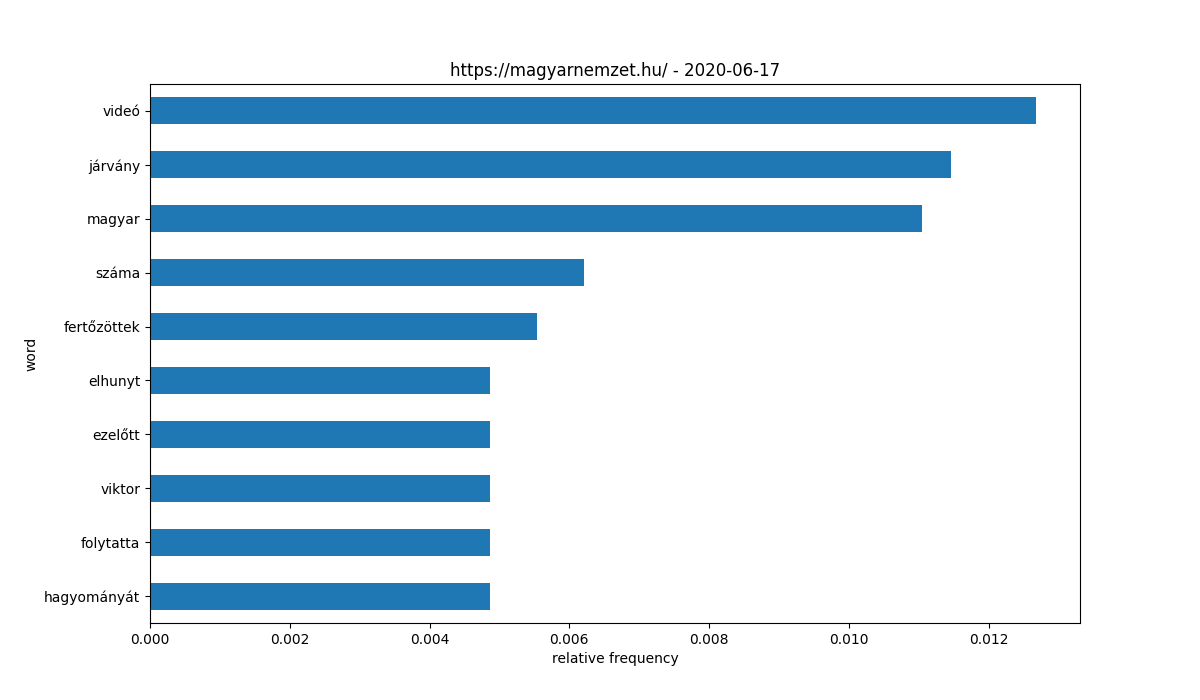 https://magyarnemzet.hu/ - 2020-06-17
videó
járvány
magyar
száma
fertőzöttek
elhunyt
ezelőtt
viktor
folytatta
hagyományát
word
0.000 0.002 0.004 0.006 0.008 0.010 0.012
relative frequency